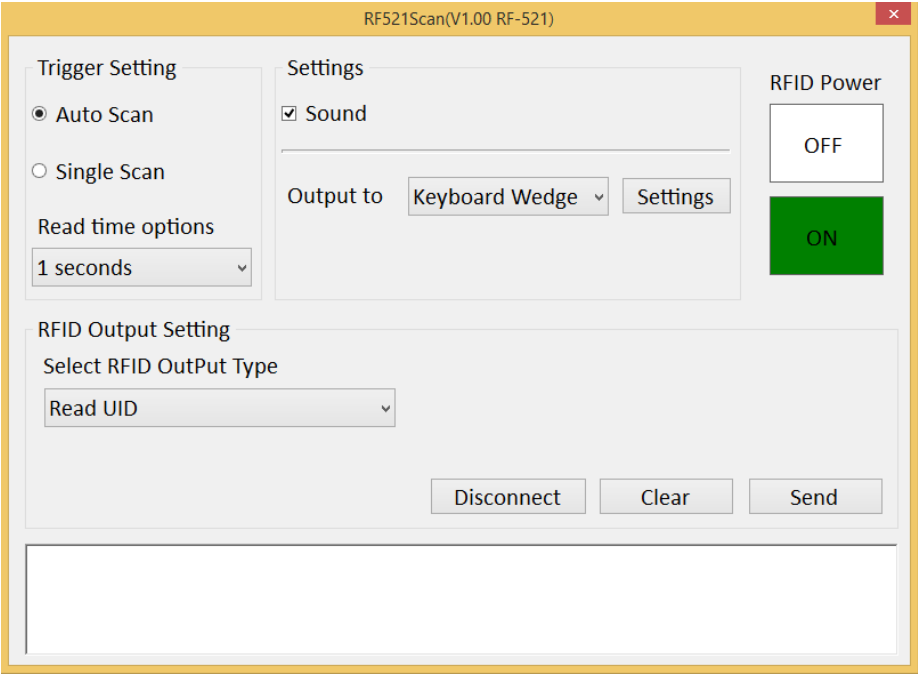 RF521Scan(V1.00 RF-521)
Trigger Setting
Auto Scan
Single Scan
Read time options
1 seconds
Settings
Sound
Output to
Keyboard Wedge
Settings
RFID Power
OFF
ON
RFID Output Setting
Select RFID OutPut Type
Read UID
Disconnect
Clear
Send